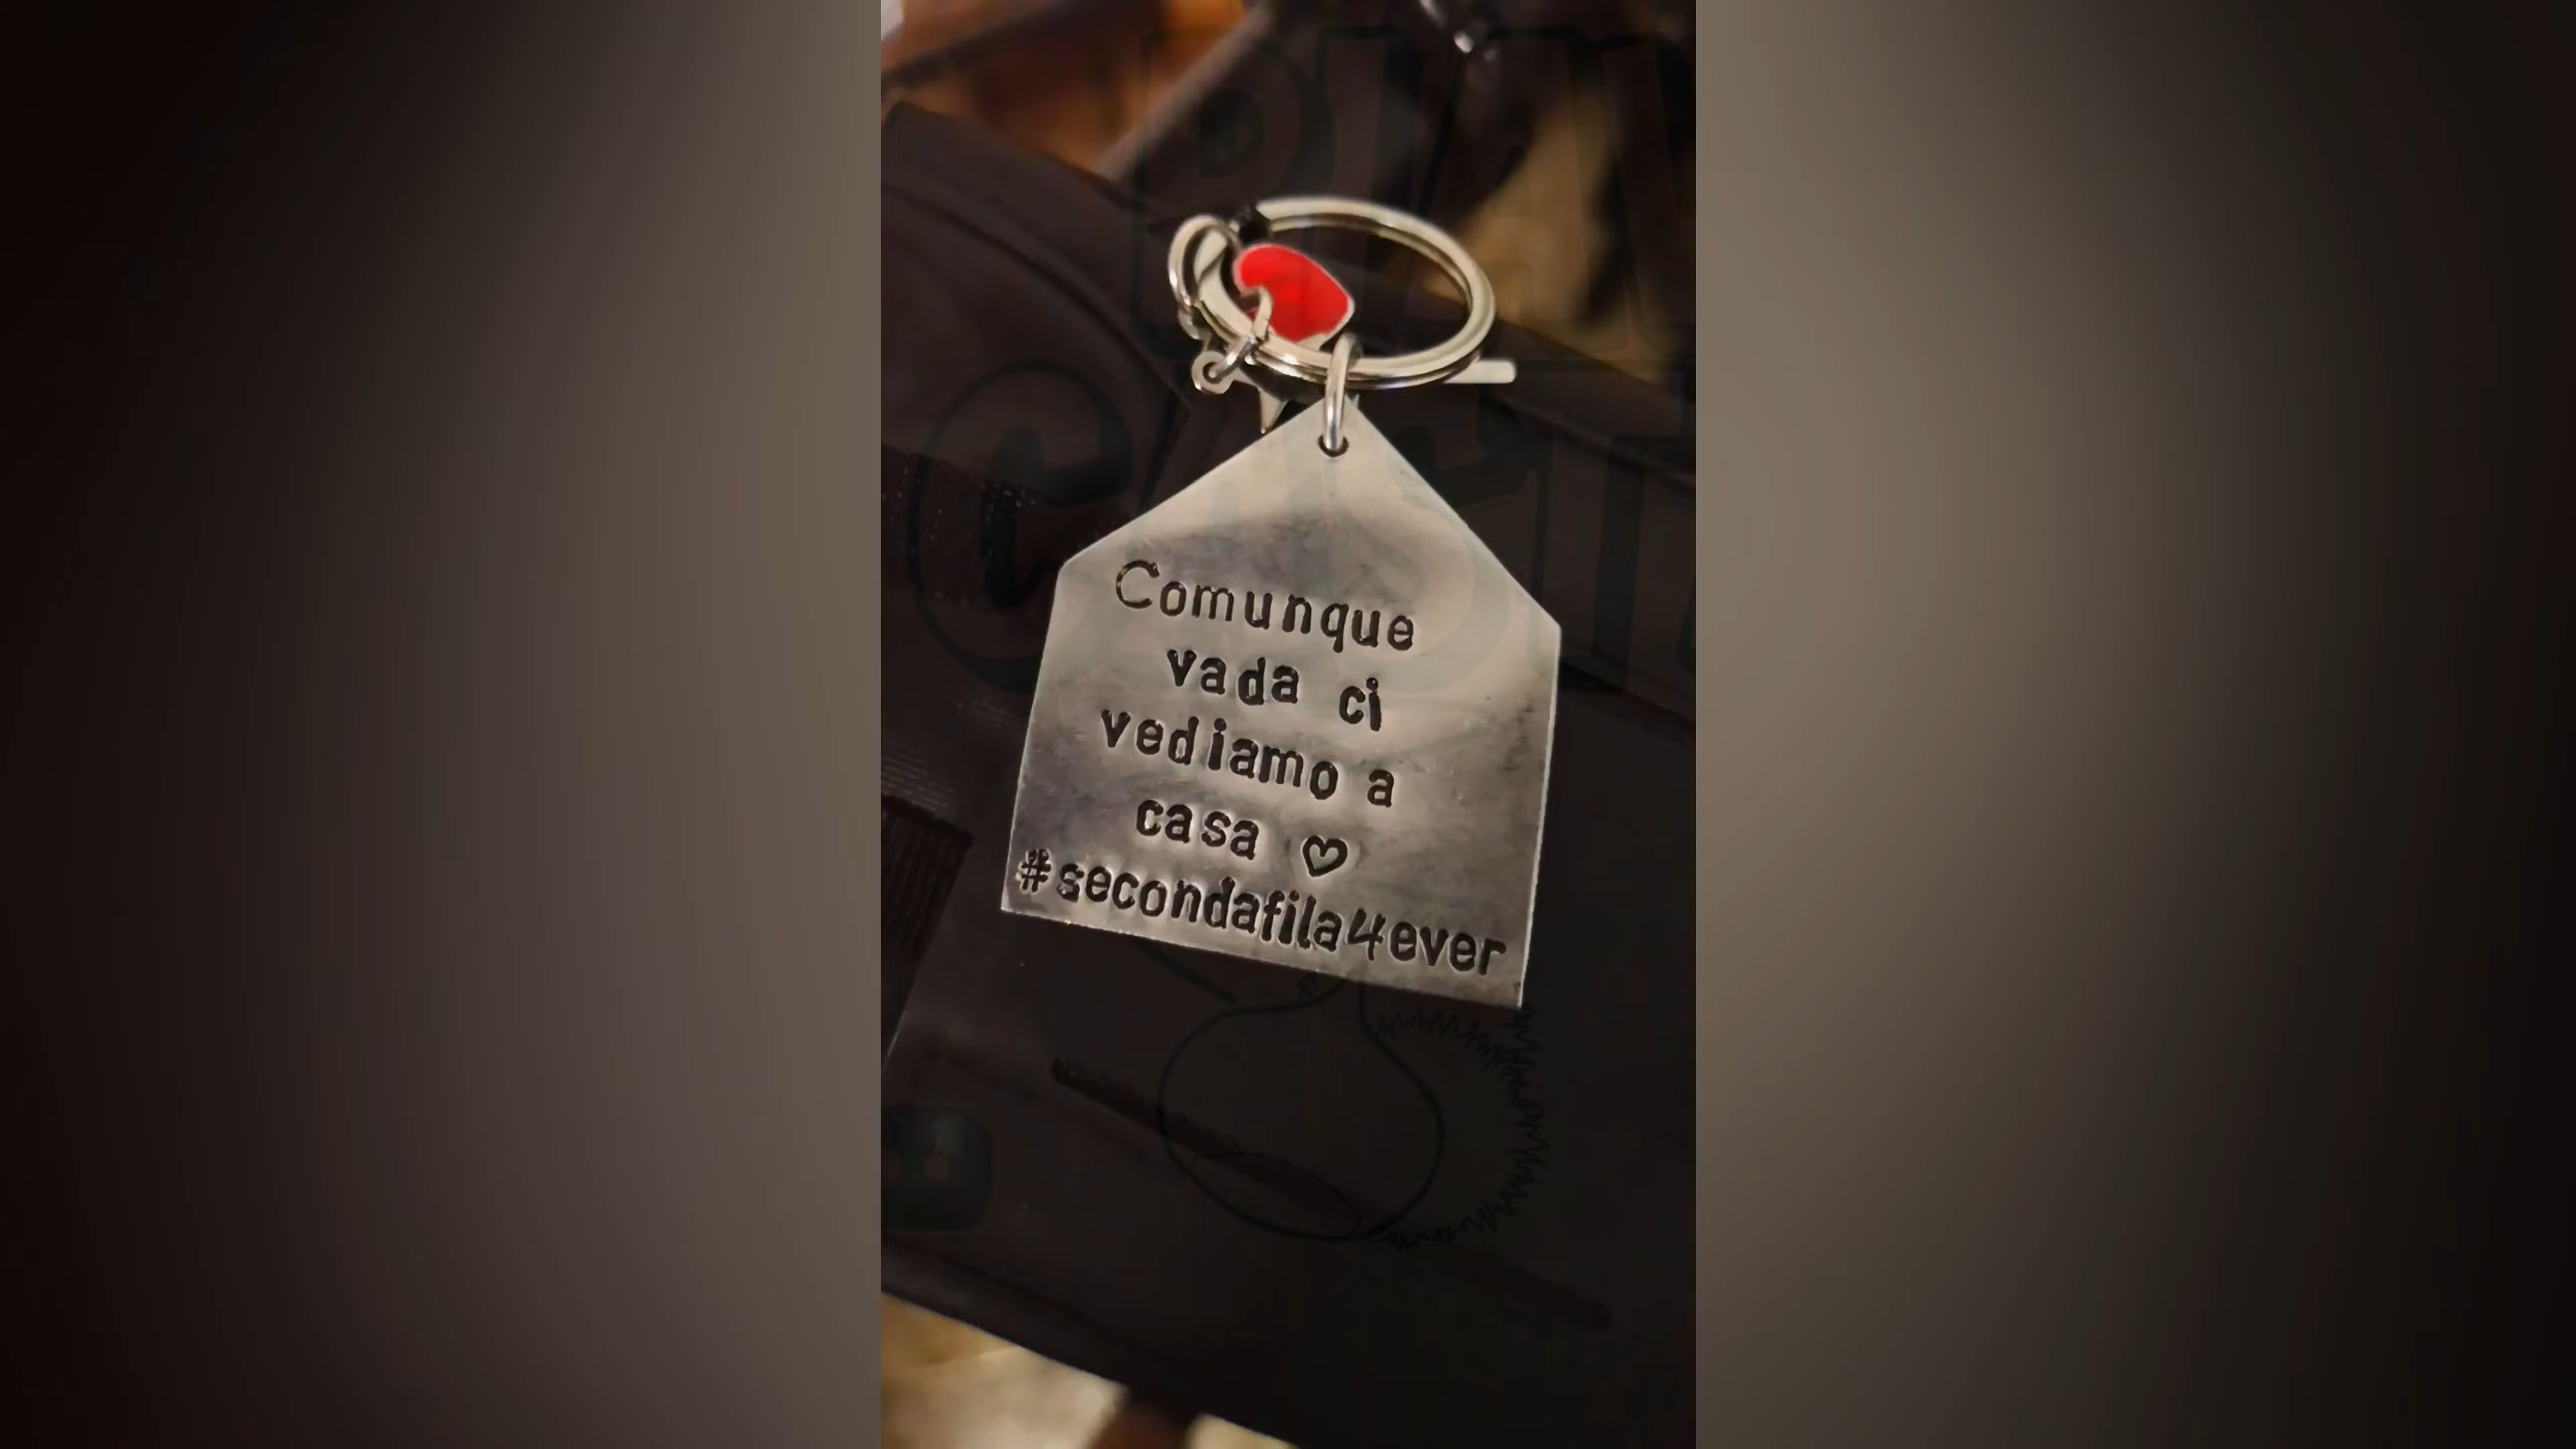 Comunque
vada ci
vediamo a
casa ♡
#secondafila4ever